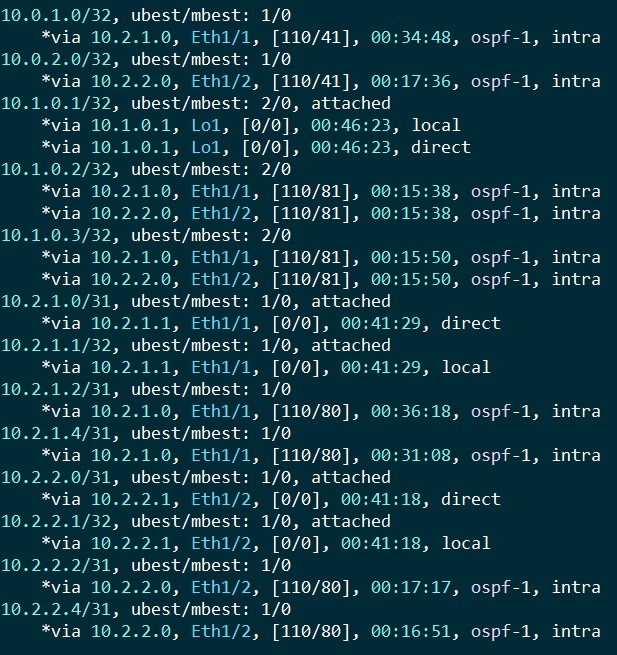 10.0.1.0/32, ubest/mbest: 1/0
*via 10.2.1.0, Eth1/1, [110/41], 00:34:48, ospf-1, intra
10.0.2.0/32, ubest/mbest: 1/0
*via 10.2.2.0, Eth1/2, [110/41], 00:17:36, ospf-1, intra
10.1.0.1/32, ubest/mbest: 2/0, attached
*via 10.1.0.1, Lo1, [0/0], 00:46:23, local
*via 10.1.0.1, Lo1, [0/0], 00:46:23, direct
10.1.0.2/32, ubest/mbest: 2/0
*via 10.2.1.0, Eth1/1, [110/81], 00:15:38, ospf-1, intra
*via 10.2.2.0, Eth1/2, [110/81], 00:15:38, ospf-1, intra
10.1.0.3/32, ubest/mbest: 2/0
*via 10.2.1.0, Eth1/1, [110/81], 00:15:50, ospf-1, intra
*via 10.2.2.0, Eth1/2, [110/81], 00:15:50, ospf-1, intra
10.2.1.0/31, ubest/mbest: 1/0, attached
*via 10.2.1.1, Eth1/1, [0/0], 00:41:29, direct
10.2.1.1/32, ubest/mbest: 1/0, attached
*via 10.2.1.1, Eth1/1, [0/0], 00:41:29, local
10.2.1.2/31, ubest/mbest: 1/0
*via 10.2.1.0, Eth1/1, [110/80], 00:36:18, ospf-1, intra
10.2.1.4/31, ubest/mbest: 1/0
*via 10.2.1.0, Eth1/1, [110/80], 00:31:08, ospf-1, intra
10.2.2.0/31, ubest/mbest: 1/0, attached
*via 10.2.2.1, Eth1/2, [0/0], 00:41:18, direct
10.2.2.1/32, ubest/mbest: 1/0, attached
*via 10.2.2.1, Eth1/2, [0/0], 00:41:18, local
10.2.2.2/31, ubest/mbest: 1/0
*via 10.2.2.0, Eth1/2, [110/80], 00:17:17, ospf-1, intra
10.2.2.4/31, ubest/mbest: 1/0
*via 10.2.2.0, Eth1/2, [110/80], 00:16:51, ospf-1, intra